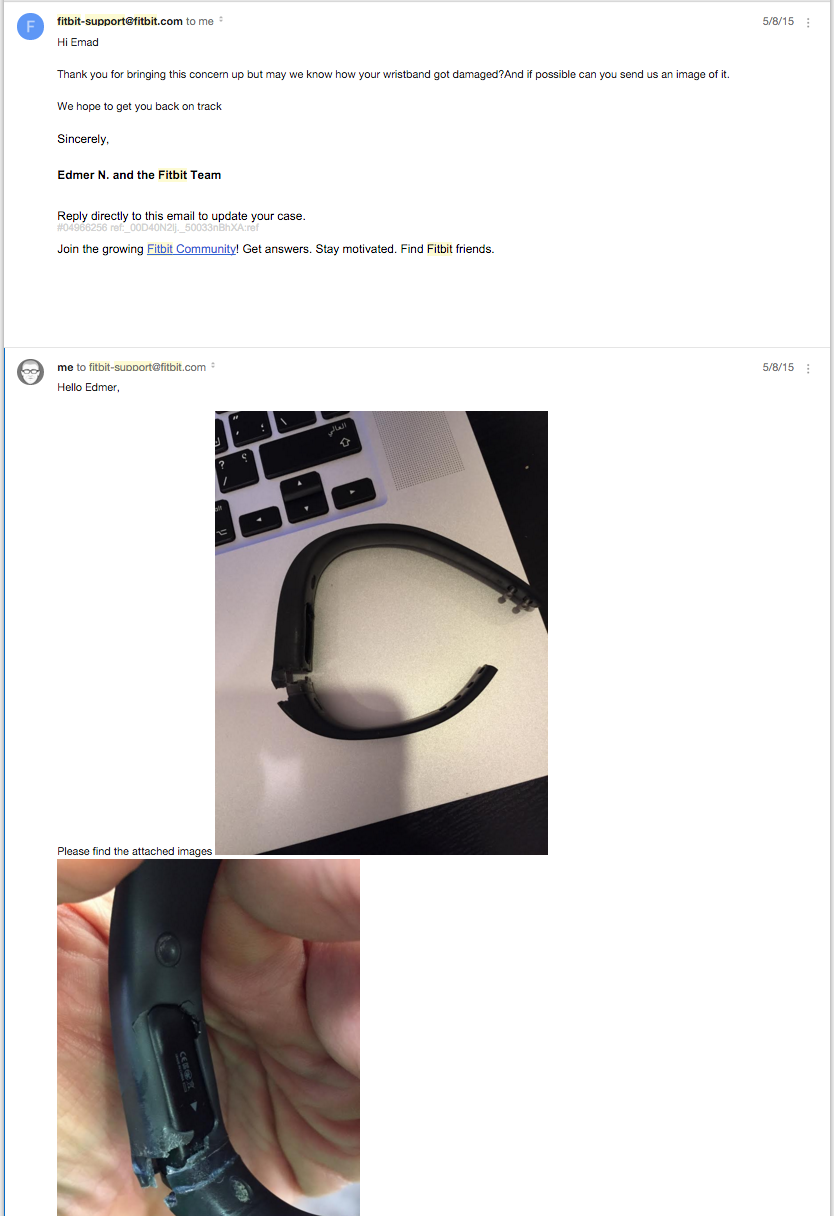 F
fitbit-support@fitbit.com to me
5/8/15
Hi Emad
Thank you for bringing this concern up but may we know how your wristband got damaged?And if possible can you send us an image of it.
We hope to get you back on track
Sincerely,
Edmer N. and the Fitbit Team
Reply directly to this email to update your case.
#04966256 ref:_00D40N2Ij._50033nBhXA:ref
Join the growing Fitbit Community! Get answers. Stay motivated. Find Fitbit friends.
me to fitbit-support@fitbit.com
5/8/15
Hello Edmer,
العالي
؟
?
/
Please find the attached images
CE